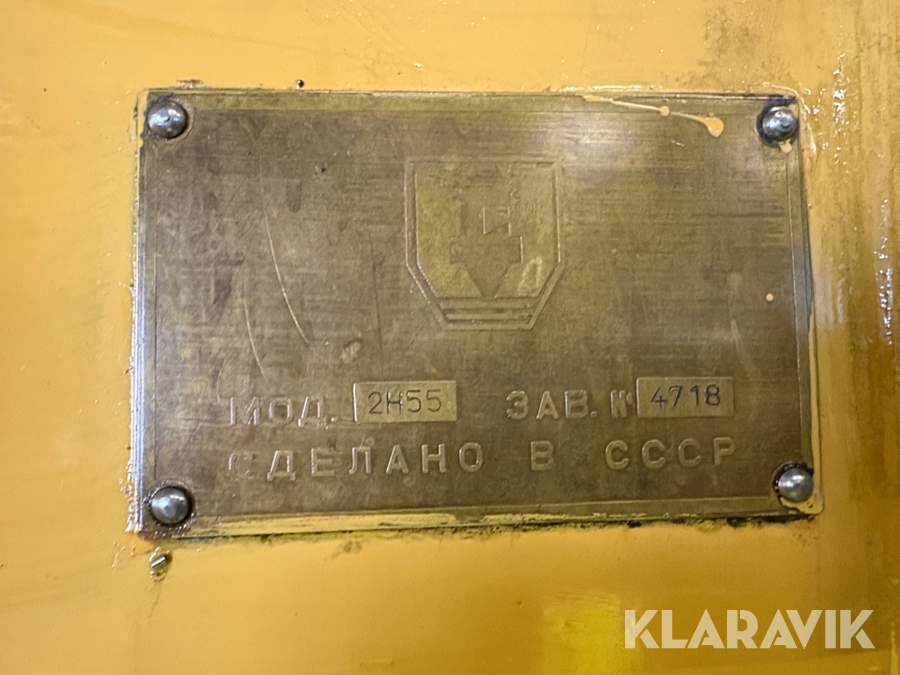 МОД. 2Н55 ЗАВ. № 4718
СДЕЛАНО В СССР
KLARAVIK